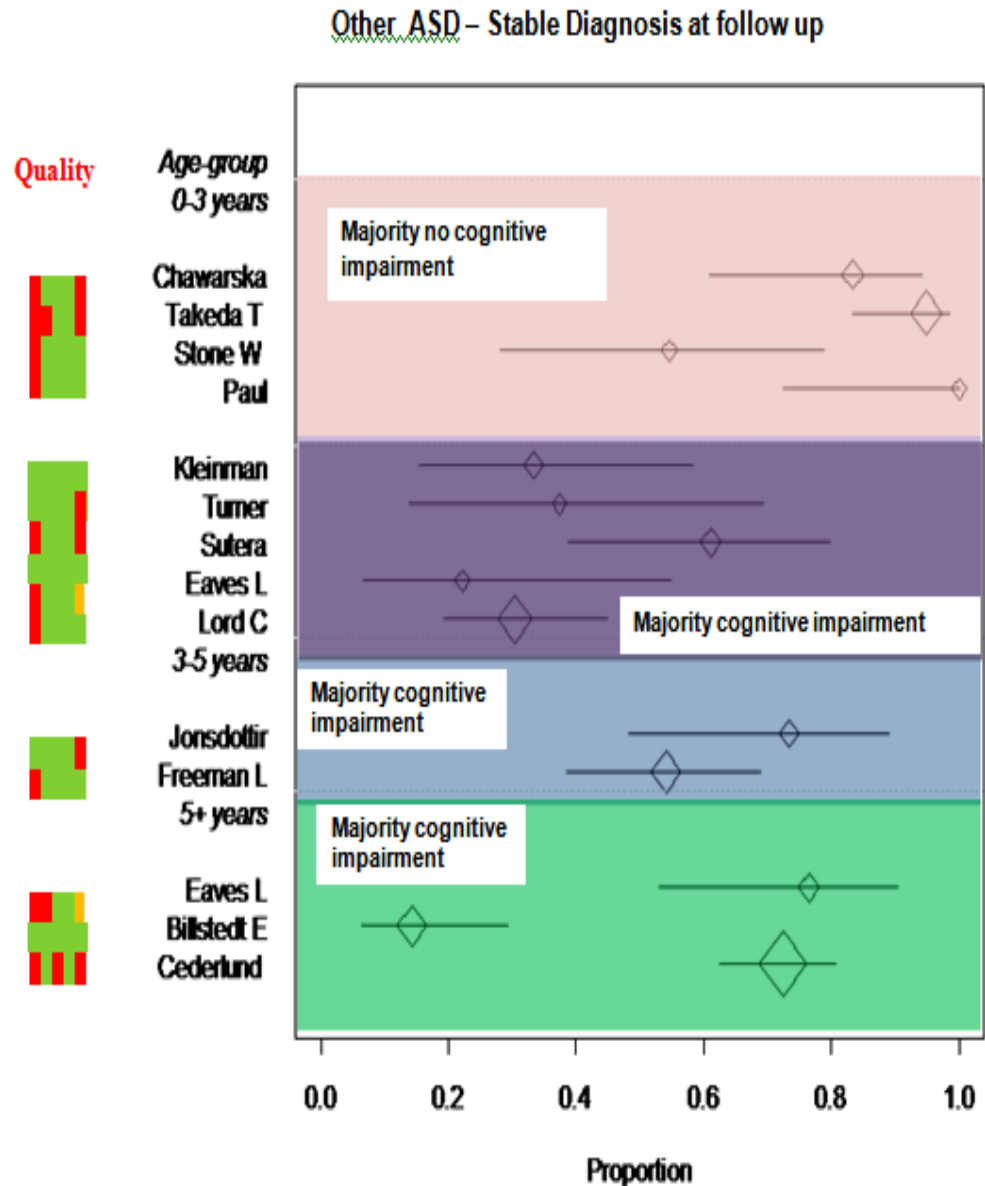 Other ASD – Stable Diagnosis at follow up
Quality
Age-group
0-3 years
Majority no cognitive
impairment
Chawarska
Takeda T
Stone W
Paul
Kleinman
Turner
Sutera
Eaves L
Lord C
Majority cognitive impairment
3-5 years
Majority cognitive
impairment
Jonsdottir
Freeman L
5+ years
Majority cognitive
impairment
Eaves L
Billstedt E
Cederlund
0.0 0.2 0.4 0.6 0.8 1.0
Proportion